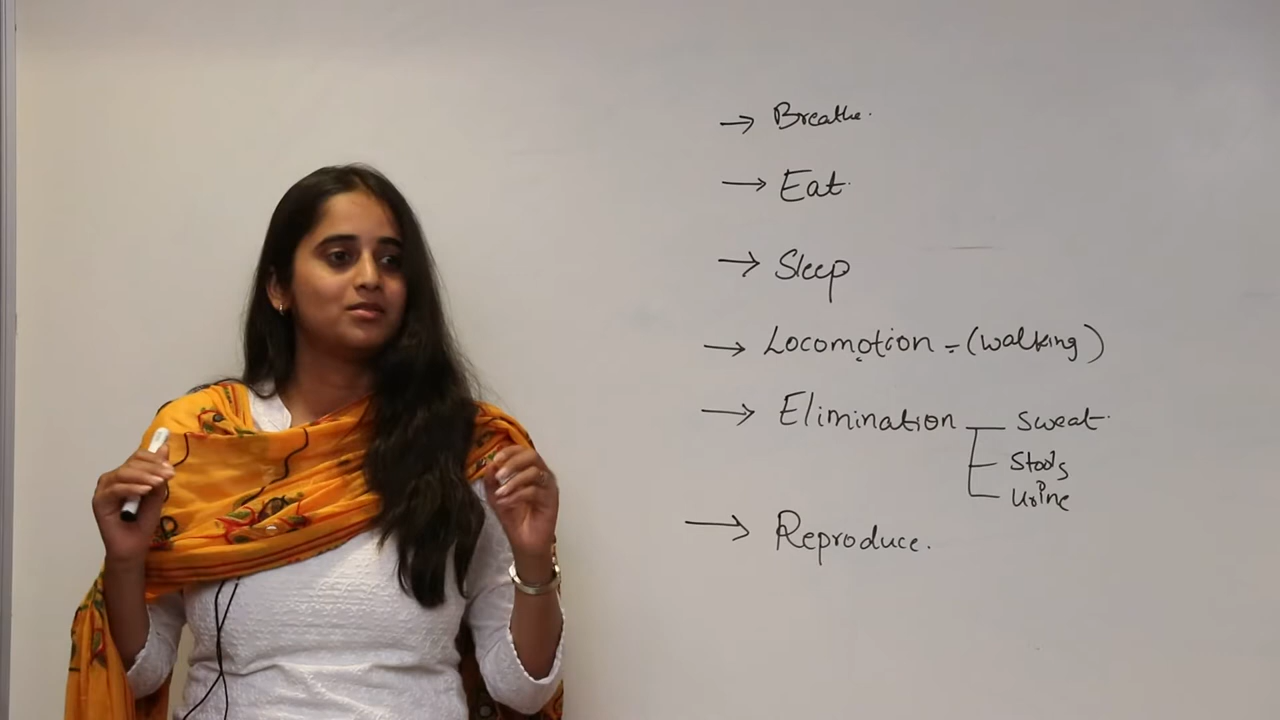 → Breathe.
→ Eat.
→ Sleep
→ Locomotion = (walking)
→ Elimination — Sweat.
Stools
Urine
→ Reproduce.